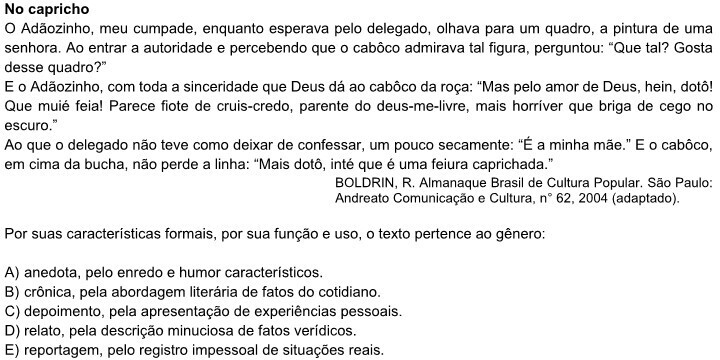 No capricho
O Adãozinho, meu cumpade, enquanto esperava pelo delegado, olhava para um quadro, a pintura de uma
senhora. Ao entrar a autoridade e percebendo que o cabôco admirava tal figura, perguntou: “Que tal? Gosta
desse quadro?”
E o Adãozinho, com toda a sinceridade que Deus dá ao cabôco da roça: “Mas pelo amor de Deus, hein, dotô!
Que muié feia! Parece fiote de cruis-credo, parente do deus-me-livre, mais horríver que briga de cego no
escuro.”
Ao que o delegado não teve como deixar de confessar, um pouco secamente: “É a minha mãe.” E o cabôco,
em cima da bucha, não perde a linha: “Mais dotô, inté que é uma feiura caprichada.”
BOLDRIN, R. Almanaque Brasil de Cultura Popular. São Paulo:
Andreato Comunicação e Cultura, n° 62, 2004 (adaptado).
Por suas características formais, por sua função e uso, o texto pertence ao gênero:
A) anedota, pelo enredo e humor característicos.
B) crônica, pela abordagem literária de fatos do cotidiano.
C) depoimento, pela apresentação de experiências pessoais.
D) relato, pela descrição minuciosa de fatos verídicos.
E) reportagem, pelo registro impessoal de situações reais.